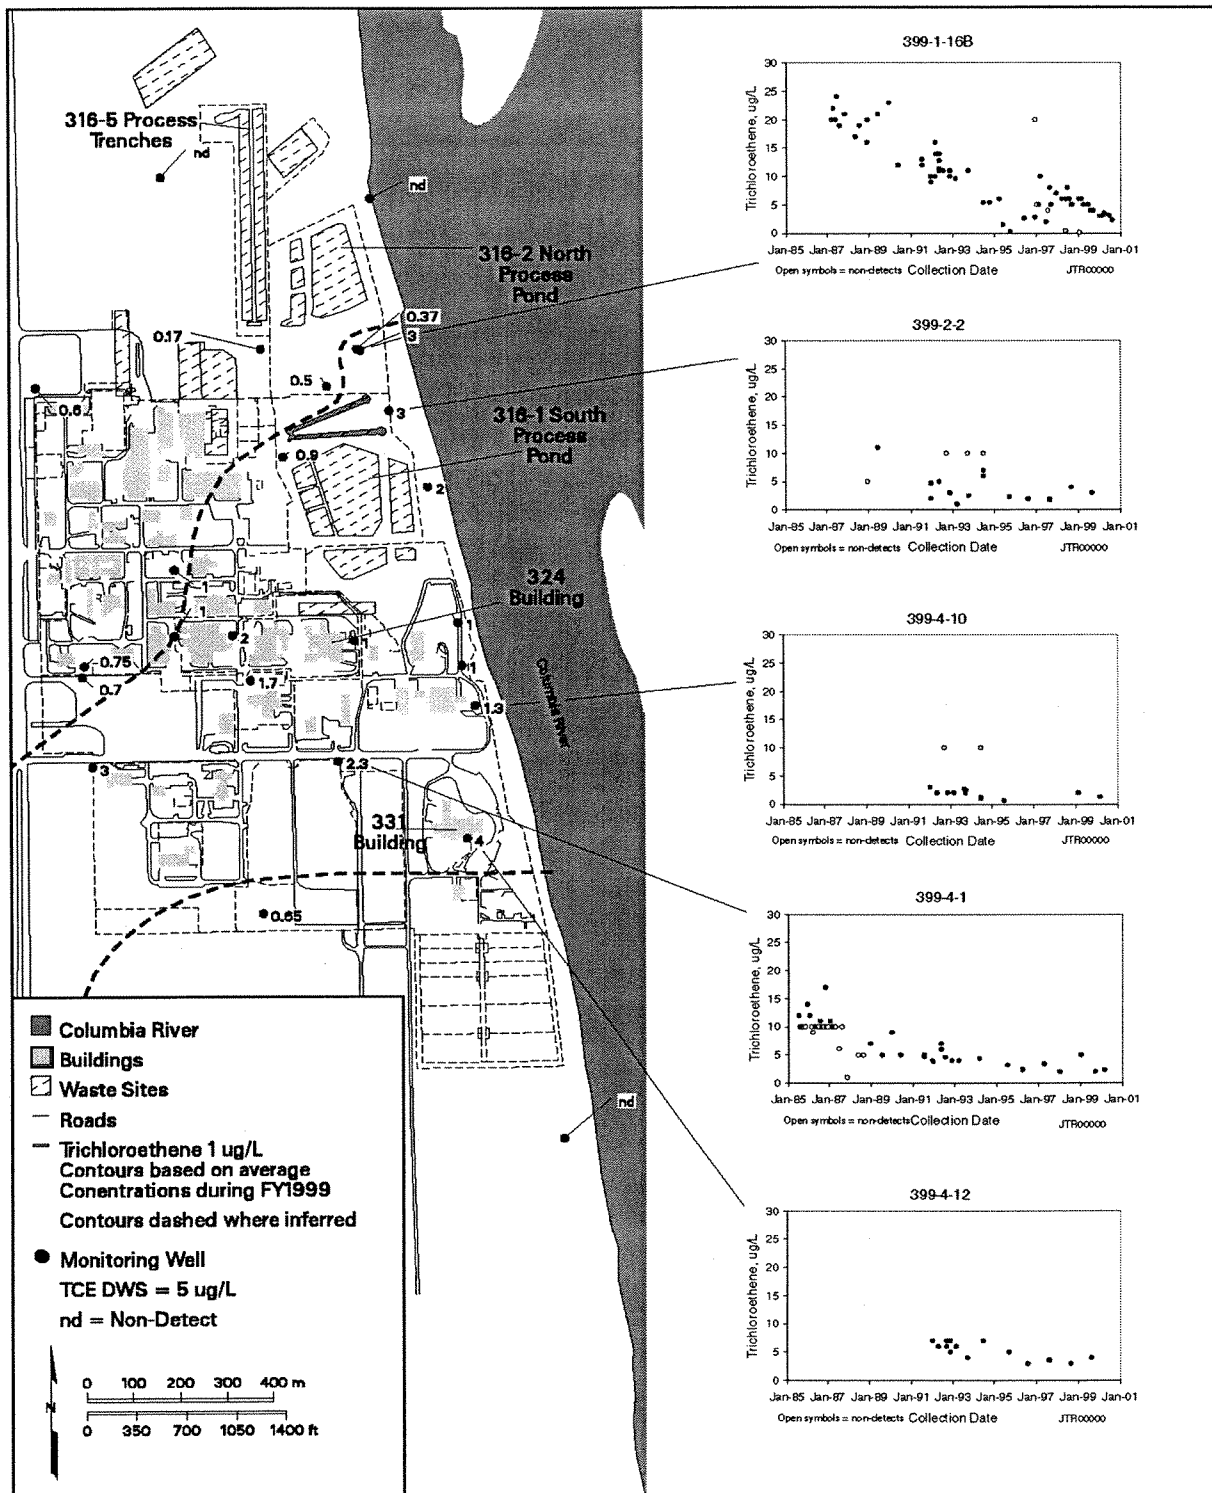 316-5 Process
Trenches
nd
nd
316-2 North
Process
Pond
0.37
3
0.17
0.5
0.6
3
316-1 South
Process
Pond
0.9
2
324
Building
1
1
2
1
1
1
0.75
0.7
1.7
1.3
Columbia River
3
2.3
331
Building
4
0.65
nd
Columbia River
Buildings
Waste Sites
Roads
Trichloroethene 1 ug/L
Contours based on average
Conentrations during FY1999
Contours dashed where inferred
Monitoring Well
TCE DWS = 5 ug/L
nd = Non-Detect
N
0 100 200 300 400 m
0 350 700 1050 1400 ft
399-1-16B
Trichloroethene, ug/L
30
25
20
15
10
5
0
Jan-85 Jan-87 Jan-89 Jan-91 Jan-93 Jan-95 Jan-97 Jan-99 Jan-01
Open symbols = non-detects Collection Date JTR00000
399-2-2
Trichloroethene, ug/L
30
25
20
15
10
5
0
Jan-85 Jan-87 Jan-89 Jan-91 Jan-93 Jan-95 Jan-97 Jan-99 Jan-01
Open symbols = non-detects Collection Date JTR00000
399-4-10
Trichloroethene, ug/L
30
25
20
15
10
5
0
Jan-85 Jan-87 Jan-89 Jan-91 Jan-93 Jan-95 Jan-97 Jan-99 Jan-01
Open symbols = non-detects Collection Date JTR00000
399-4-1
Trichloroethene, ug/L
30
25
20
15
10
5
0
Jan-85 Jan-87 Jan-89 Jan-91 Jan-93 Jan-95 Jan-97 Jan-99 Jan-01
Open symbols = non-detects Collection Date JTR00000
399-4-12
Trichloroethene, ug/L
30
25
20
15
10
5
0
Jan-85 Jan-87 Jan-89 Jan-91 Jan-93 Jan-95 Jan-97 Jan-99 Jan-01
Open symbols = non-detects Collection Date JTR00000